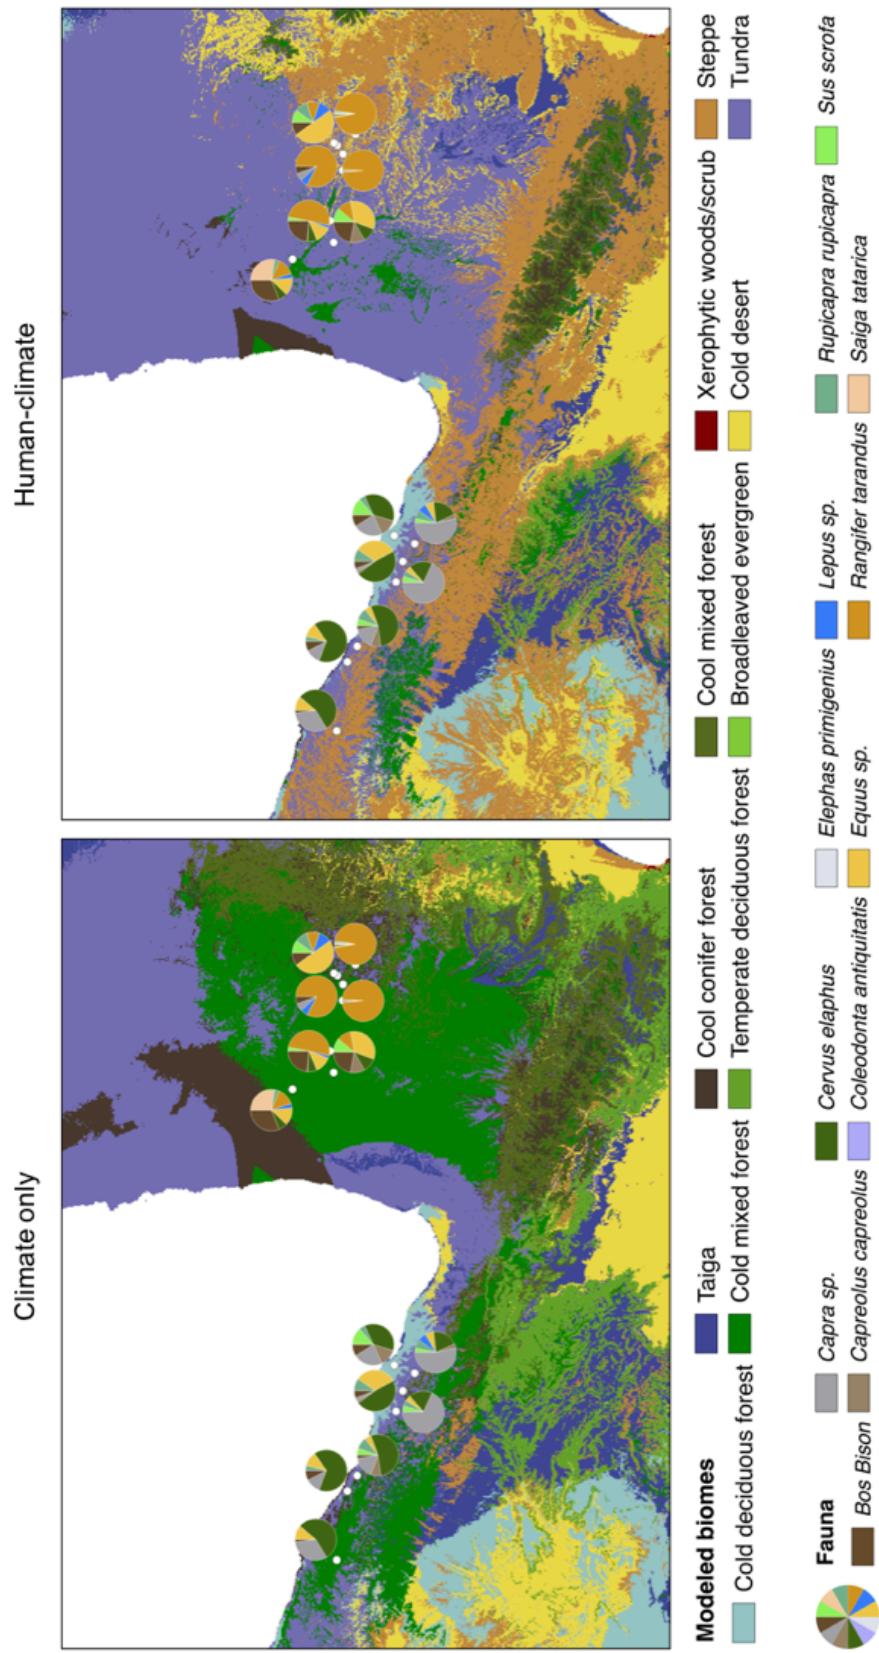 Climate only
Human-climate
Modeled biomes
Taiga
Cool conifer forest
Cool mixed forest
Xerophytic woods/scrub
Steppe
Cold deciduous forest
Cold mixed forest
Temperate deciduous forest
Broadleaved evergreen
Cold desert
Tundra
Fauna
Capra sp.
Cervus elaphus
Elephas primigenius
Lepus sp.
Rupicapra rupicapra
Sus scrofa
Bos Bison
Capreolus capreolus
Coleodonta antiquitatis
Equus sp.
Rangifer tarandus
Saiga tatarica